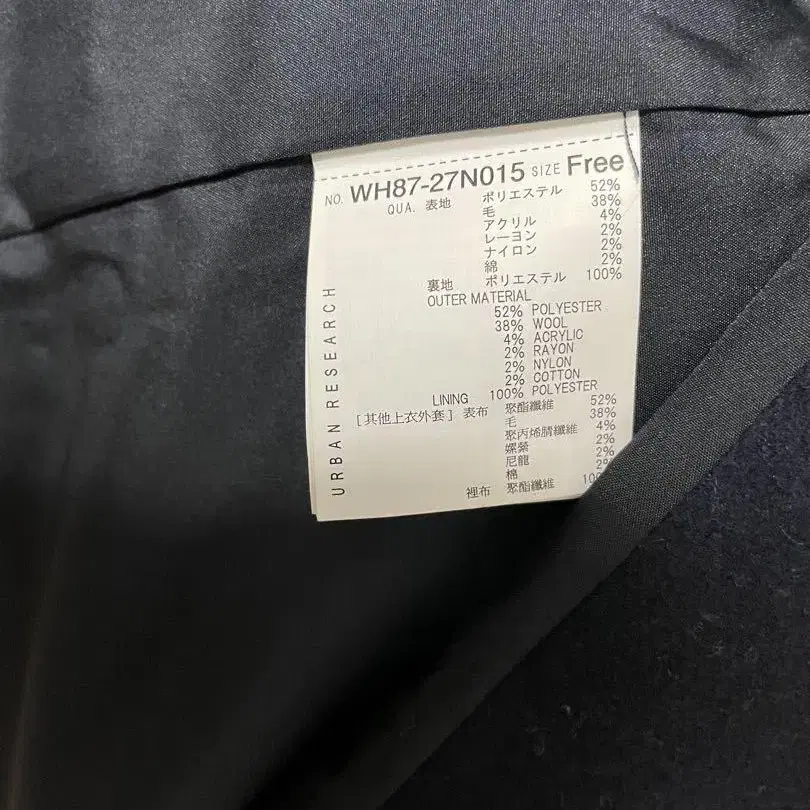 NO. WH87-27N015 SIZE Free
QUA. 表地 ポリエステル 52%
毛 38%
アクリル 4%
レーヨン 2%
ナイロン 2%
綿 2%
裏地 ポリエステル 100%
OUTER MATERIAL
52% POLYESTER
38% WOOL
4% ACRYLIC
2% RAYON
2% NYLON
2% COTTON
LINING 100% POLYESTER
[其他上衣外套] 表布 聚酯纖維 52%
毛 38%
聚丙烯腈纖維 4%
嫘縈 2%
尼龍 2%
棉 2%
裡布 聚酯纖維 10
URBAN RESEARCH